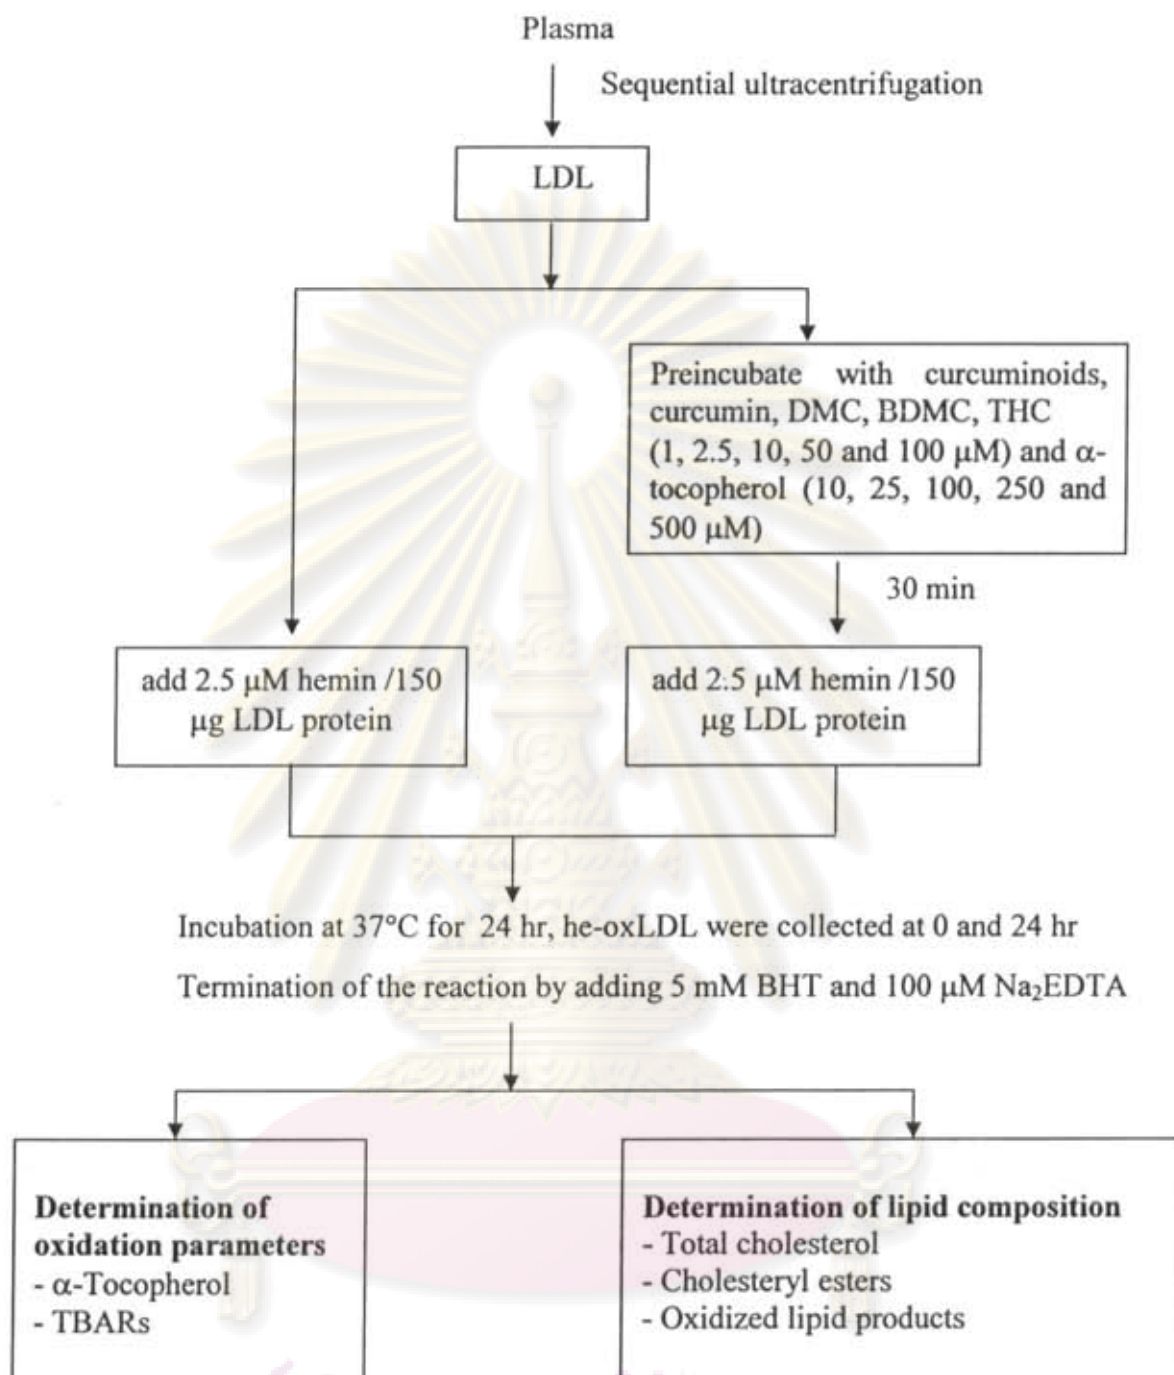 Plasma
Sequential ultracentrifugation
LDL
Preincubate with curcuminoids,
curcumin, DMC, BDMC, THC
(1, 2.5, 10, 50 and 100 μM) and α-
tocopherol (10, 25, 100, 250 and
500 μM)
30 min
add 2.5 μM hemin /150
μg LDL protein
add 2.5 μM hemin /150
μg LDL protein
Incubation at 37°C for 24 hr, he-oxLDL were collected at 0 and 24 hr
Termination of the reaction by adding 5 mM BHT and 100 μM Na₂EDTA
Determination of
oxidation parameters
- α-Tocopherol
- TBARs
Determination of lipid composition
- Total cholesterol
- Cholesteryl esters
- Oxidized lipid products